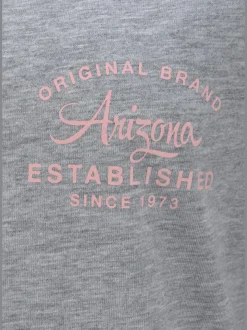 ORIGINAL BRAND
Arizona
ESTABLISHED
SINCE 1973